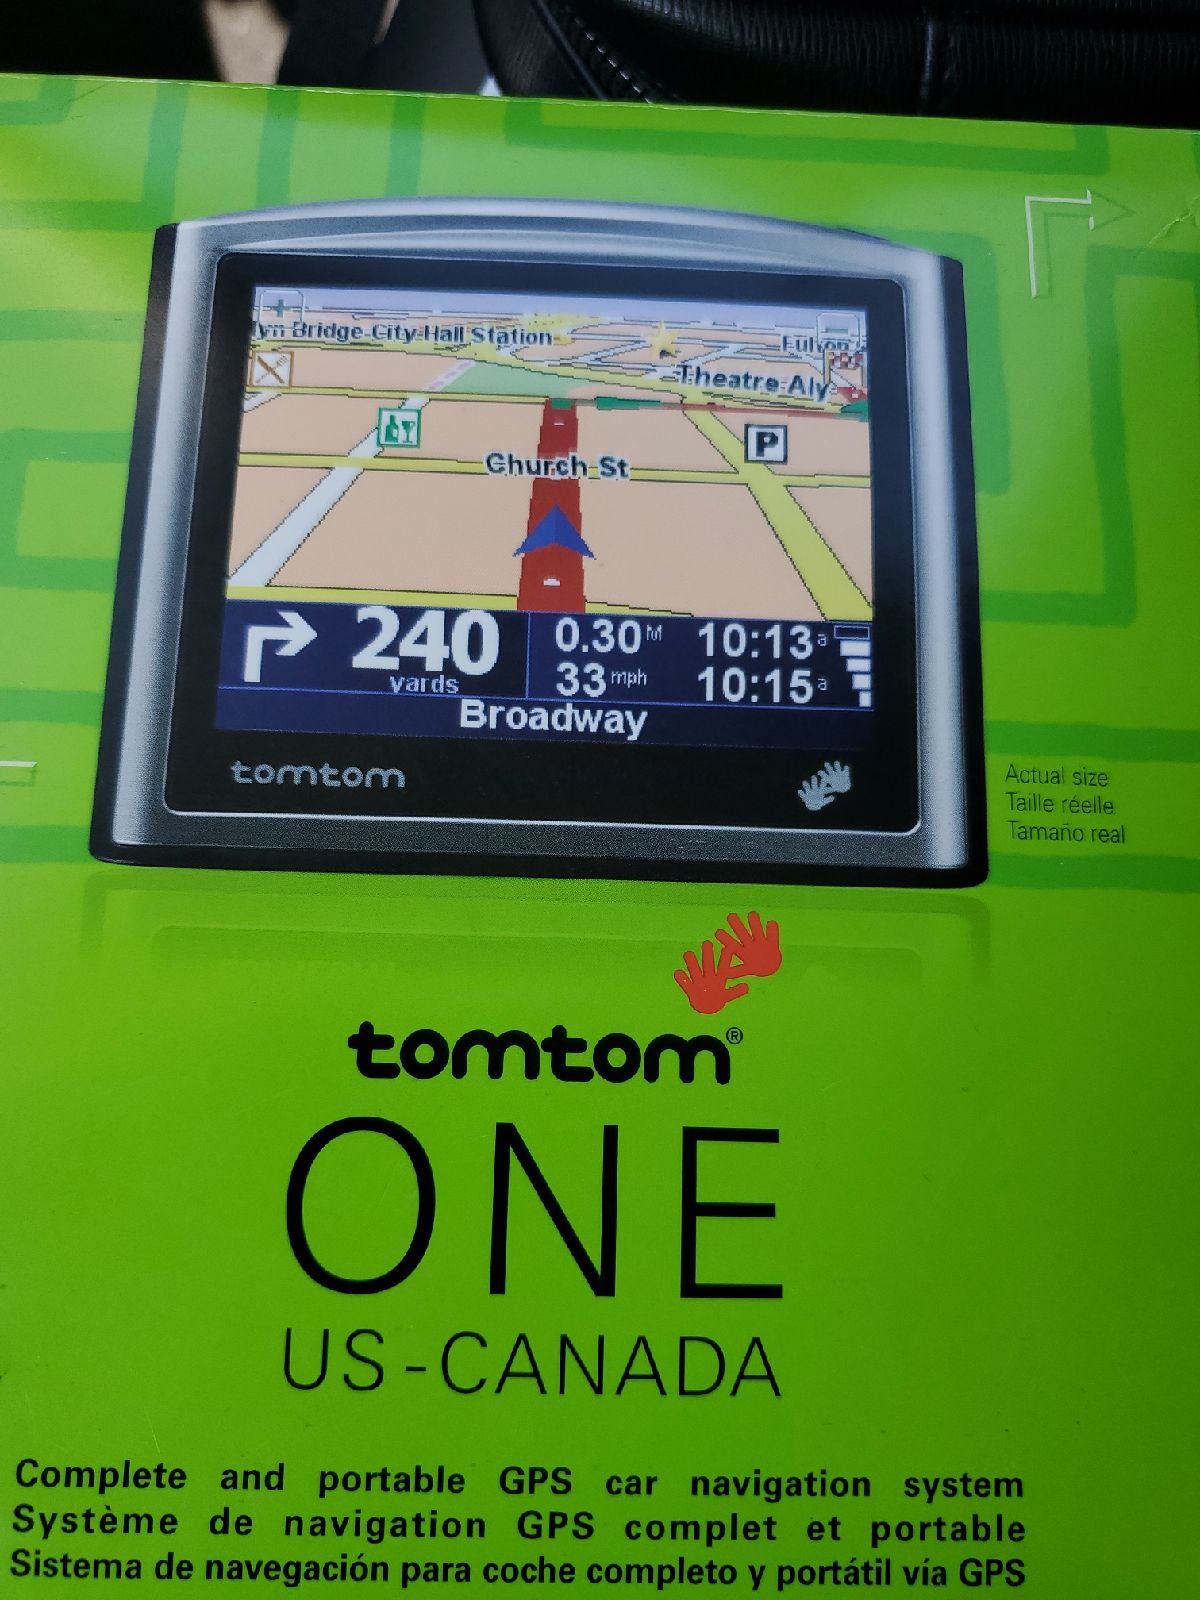 +
lyn Bridge-City Hall Station
Theatre Aly
P
Church St
240
yards
0.30 M
10:13 a
33 mph
10:15 a
Broadway
tomtom
Actual size
Taille réelle
Tamaño real
tomtom®
ONE
US-CANADA
Complete and portable GPS car navigation system
Système de navigation GPS complet et portable
Sistema de navegación para coche completo y portátil vía GPS